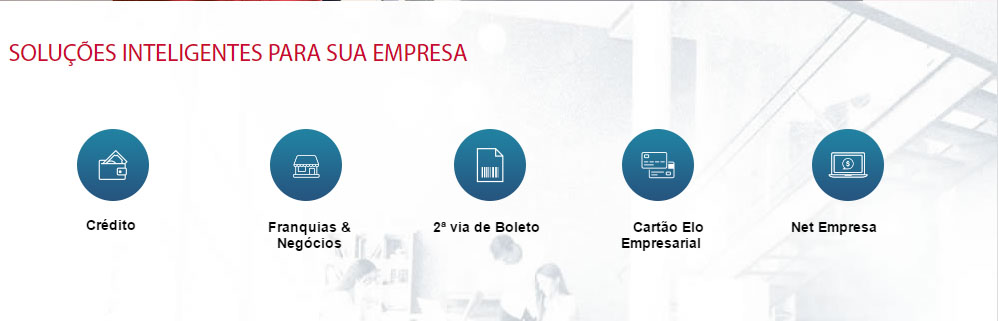 SOLUÇÕES INTELIGENTES PARA SUA EMPRESA
Crédito
Franquias &
Negócios
2ª via de Boleto
Cartão Elo
Empresarial
Net Empresa